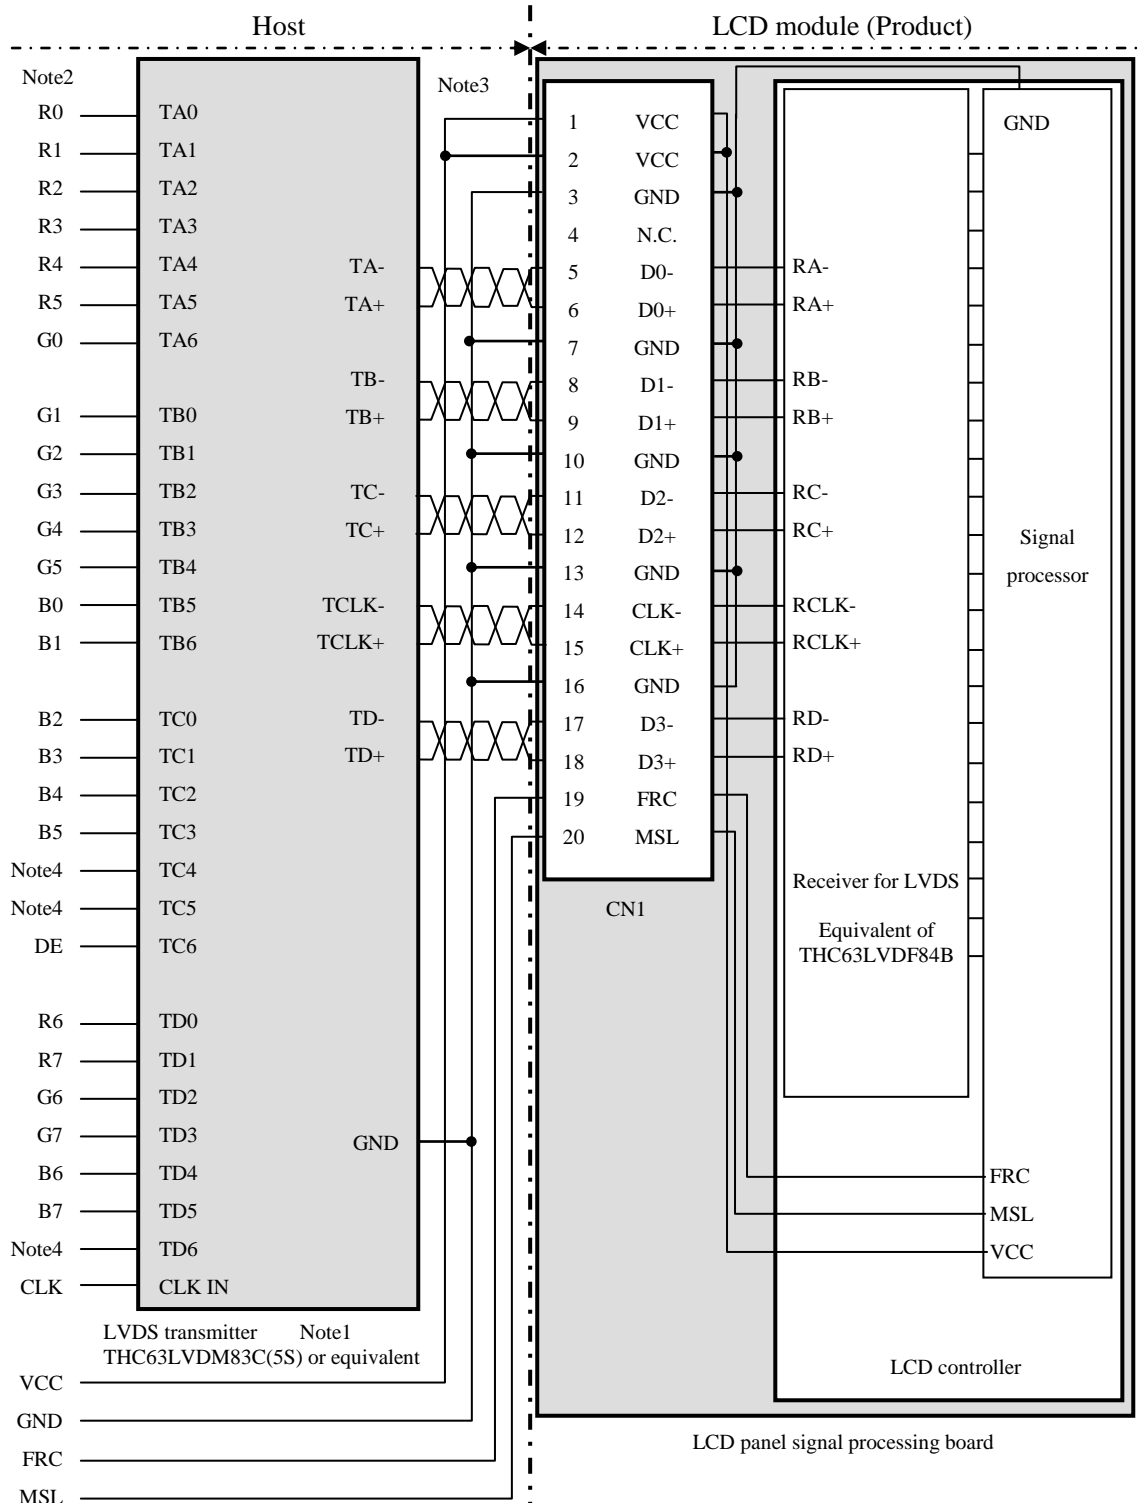 Host
LCD module (Product)
Note2
Note3
R0 TA0
R1 TA1
R2 TA2
R3 TA3
R4 TA4 TA-
R5 TA5 TA+
G0 TA6
TB-
G1 TB0 TB+
G2 TB1
G3 TB2 TC-
G4 TB3 TC+
G5 TB4
B0 TB5 TCLK-
B1 TB6 TCLK+
B2 TC0 TD-
B3 TC1 TD+
B4 TC2
B5 TC3
Note4 TC4
Note4 TC5
DE TC6
R6 TD0
R7 TD1
G6 TD2
G7 TD3 GND
B6 TD4
B7 TD5
Note4 TD6
CLK CLK IN
LVDS transmitter Note1
THC63LVDM83C(5S) or equivalent
VCC
GND
FRC
MSL
1 VCC
2 VCC
3 GND
4 N.C.
5 D0-
6 D0+
7 GND
8 D1-
9 D1+
10 GND
11 D2-
12 D2+
13 GND
14 CLK-
15 CLK+
16 GND
17 D3-
18 D3+
19 FRC
20 MSL
CN1
RA-
RA+
RB-
RB+
RC-
RC+
RCLK-
RCLK+
RD-
RD+
Receiver for LVDS
Equivalent of
THC63LVDF84B
GND
Signal
processor
FRC
MSL
VCC
LCD controller
LCD panel signal processing board